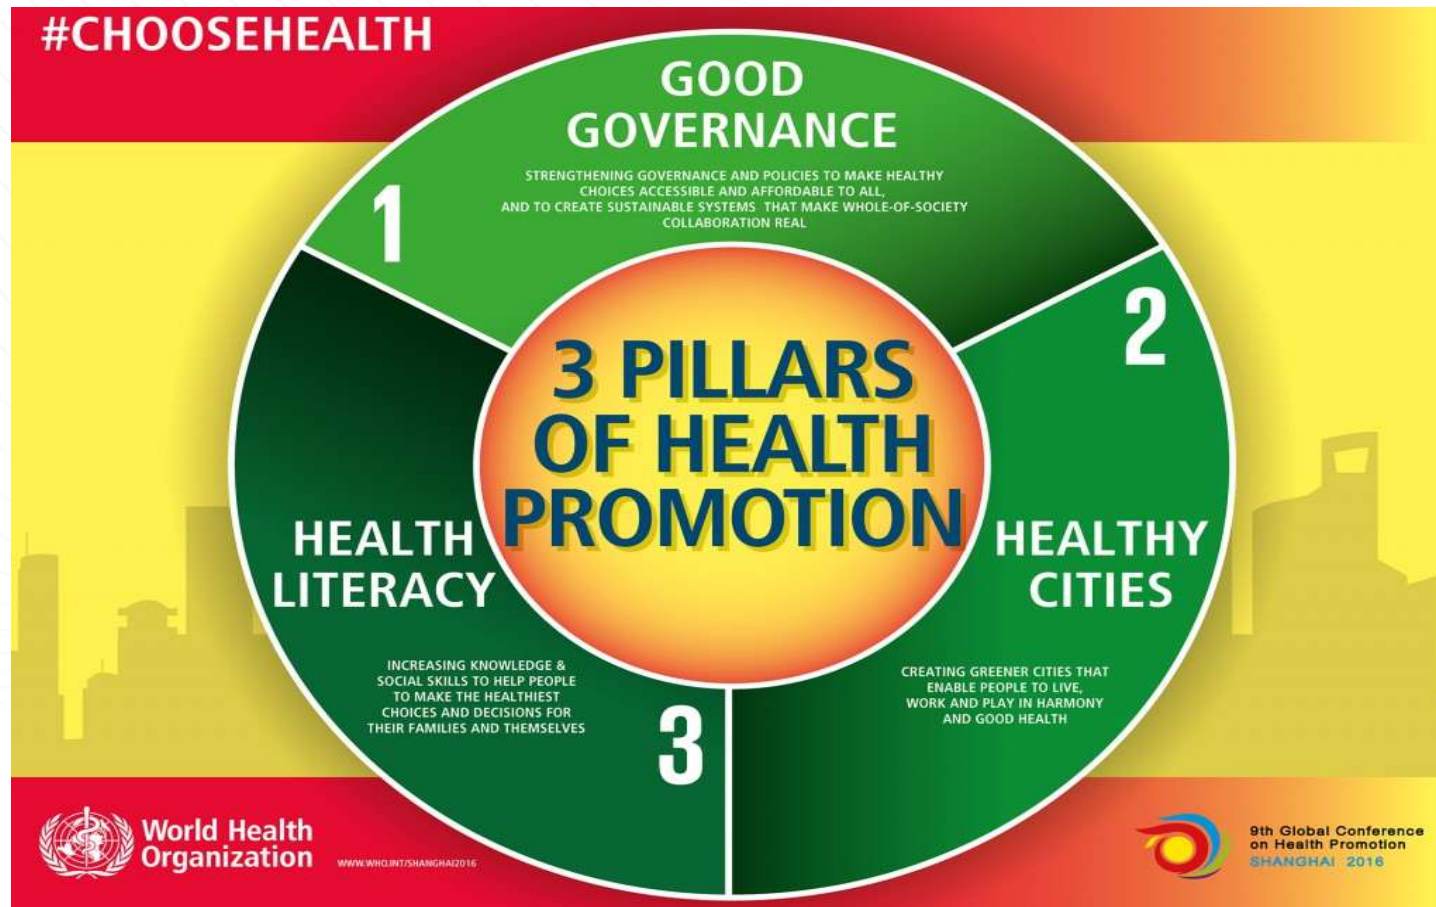 #CHOOSEHEALTH
GOOD
GOVERNANCE
STRENGTHENING GOVERNANCE AND POLICIES TO MAKE HEALTHY
CHOICES ACCESSIBLE AND AFFORDABLE TO ALL,
AND TO CREATE SUSTAINABLE SYSTEMS THAT MAKE WHOLE-OF-SOCIETY
COLLABORATION REAL
1
2
3 PILLARS
OF HEALTH
PROMOTION
HEALTHY
CITIES
CREATING GREENER CITIES THAT
ENABLE PEOPLE TO LIVE,
WORK AND PLAY IN HARMONY
AND GOOD HEALTH
HEALTH
LITERACY
INCREASING KNOWLEDGE &
SOCIAL SKILLS TO HELP PEOPLE
TO MAKE THE HEALTHIEST
CHOICES AND DECISIONS FOR
THEIR FAMILIES AND THEMSELVES
3
World Health
Organization
WWW.WHO.INT/SHANGHAI2016
9th Global Conference
on Health Promotion
SHANGHAI 2016